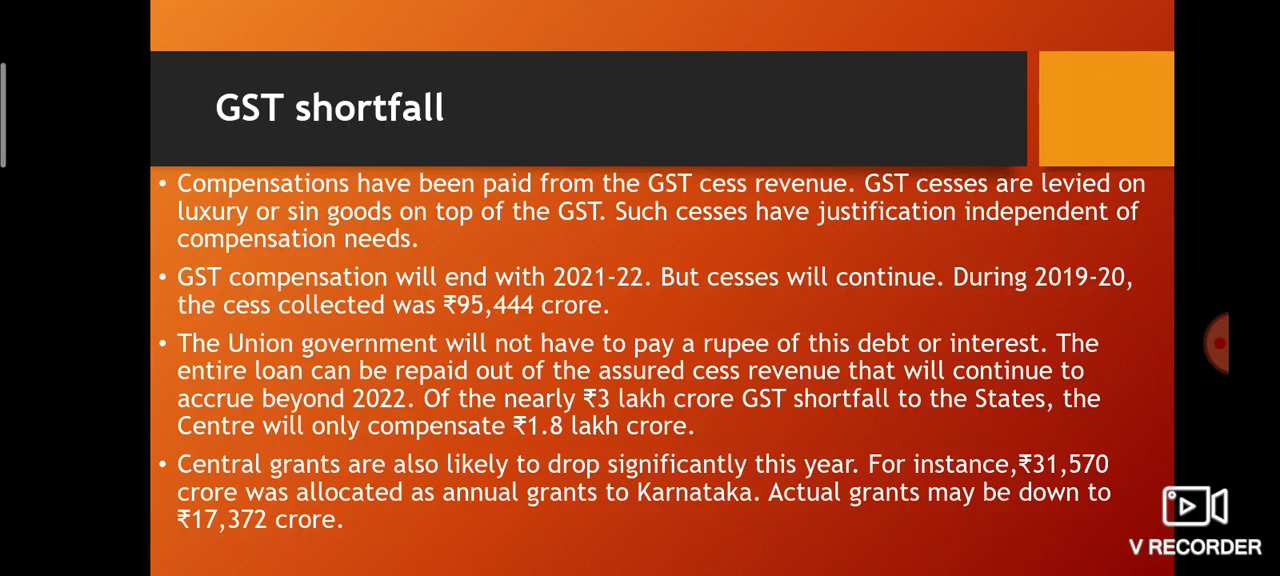 GST shortfall
• Compensations have been paid from the GST cess revenue. GST cesses are levied on
luxury or sin goods on top of the GST. Such cesses have justification independent of
compensation needs.
• GST compensation will end with 2021-22. But cesses will continue. During 2019-20,
the cess collected was ₹95,444 crore.
• The Union government will not have to pay a rupee of this debt or interest. The
entire loan can be repaid out of the assured cess revenue that will continue to
accrue beyond 2022. Of the nearly ₹3 lakh crore GST shortfall to the States, the
Centre will only compensate ₹1.8 lakh crore.
• Central grants are also likely to drop significantly this year. For instance,₹31,570
crore was allocated as annual grants to Karnataka. Actual grants may be down to
₹17,372 crore.
V RECORDER